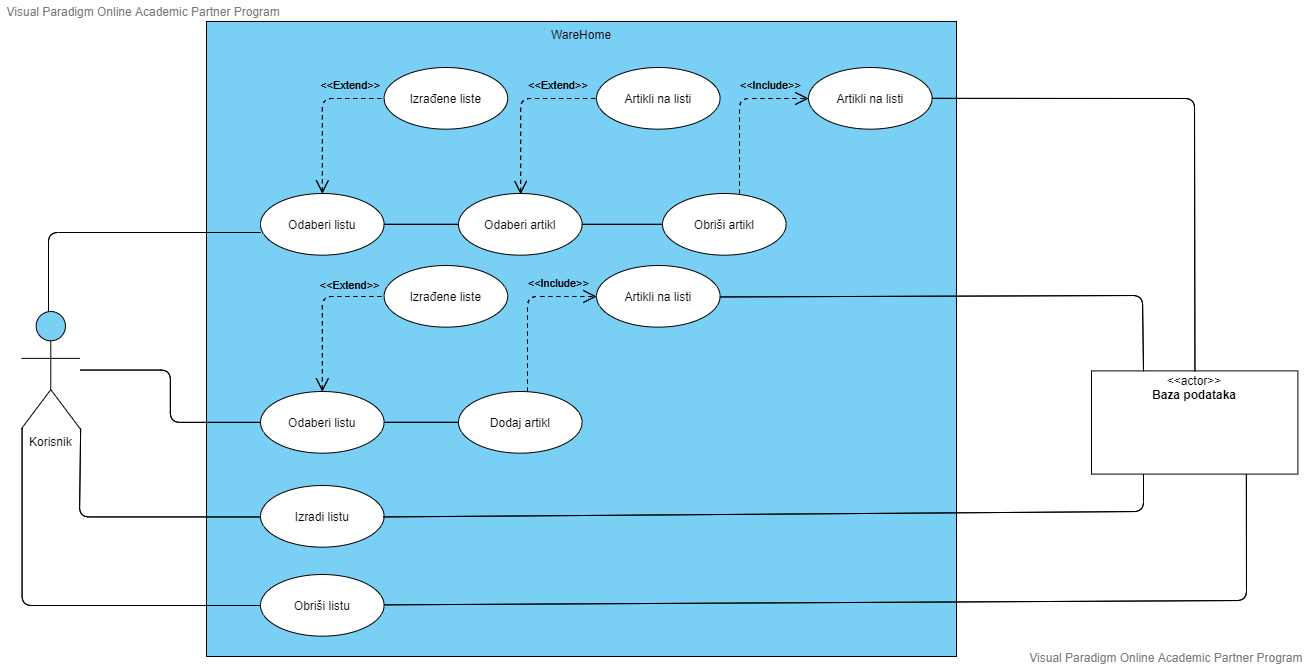 Visual Paradigm Online Academic Partner Program
WareHome
<<Extend>>
Izrađene liste
<<Extend>>
Artikli na listi
<<Include>>
Artikli na listi
Odaberi listu
Odaberi artikl
Obriši artikl
<<Extend>>
Izrađene liste
<<Include>>
Artikli na listi
Odaberi listu
Dodaj artikl
Korisnik
<<actor>>
Baza podataka
Izradi listu
Obriši listu
Visual Paradigm Online Academic Partner Program